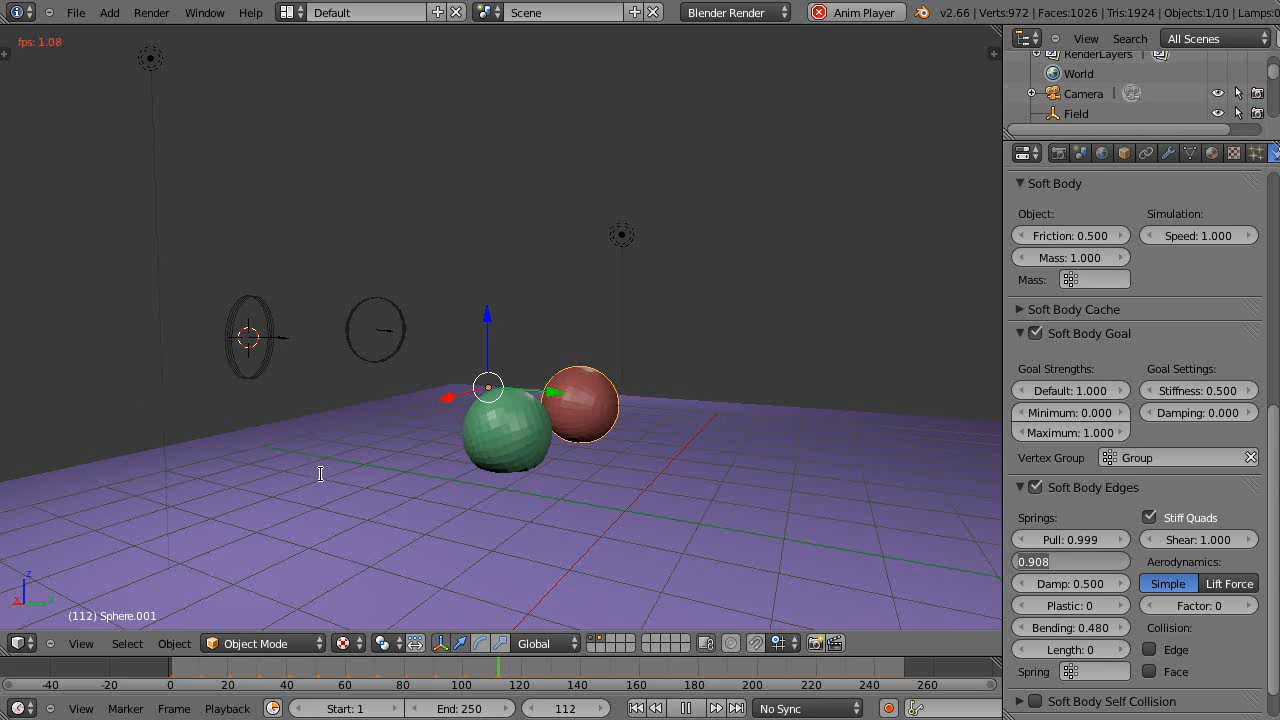 File Add Render Window Help Default Scene Blender Render Anim Player v2.66 | Verts:972 | Faces:1026 | Tris:1924 | Objects:1/10 | Lamps:0
fps: 1.08
View Search All Scenes
RenderLayers
World
Camera
Field
Soft Body
Object: Simulation:
Friction: 0.500 Speed: 1.000
Mass: 1.000
Mass:
Soft Body Cache
Soft Body Goal
Goal Strengths: Goal Settings:
Default: 1.000 Stiffness: 0.500
Minimum: 0.000 Damping: 0.000
Maximum: 1.000
Vertex Group Group
Soft Body Edges
Springs: Stiff Quads
Pull: 0.999 Shear: 1.000
0.908 Aerodynamics:
Damp: 0.500 Simple Lift Force
Plastic: 0 Factor: 0
Bending: 0.480 Collision:
Length: 0 Edge
Spring Face
Soft Body Self Collision
z
x y
(112) Sphere.001
View Select Object Object Mode Global
-40 -20 0 20 40 60 80 100 120 140 160 180 200 220 240 260
View Marker Frame Playback Start: 1 End: 250 112 No Sync